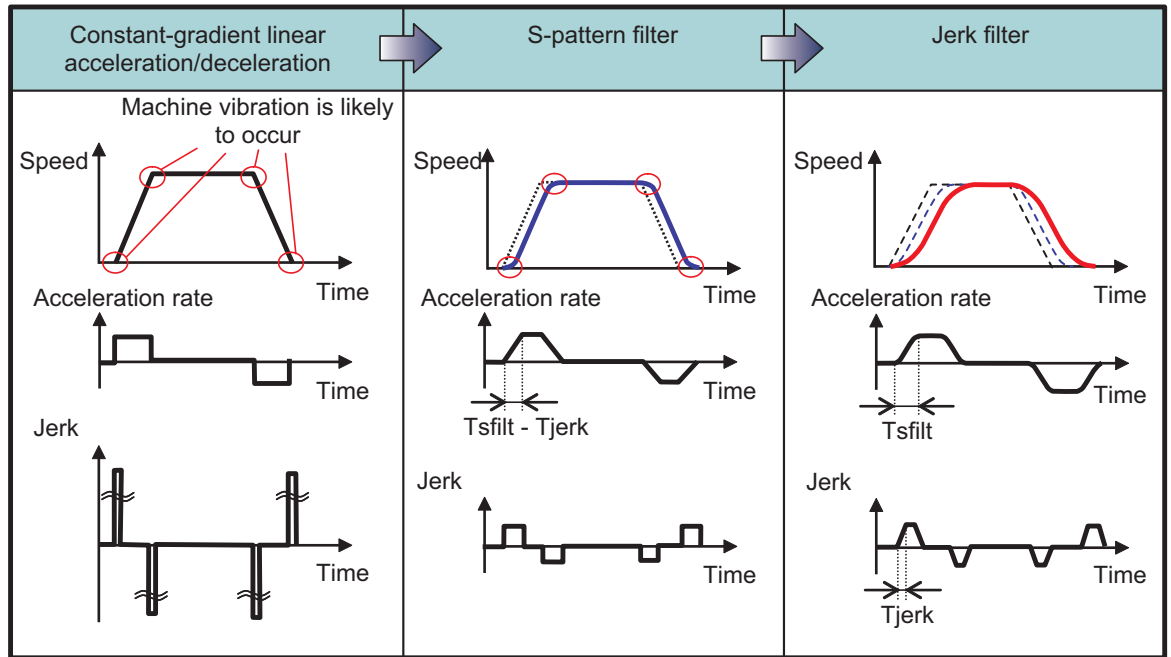 Constant-gradient linear
acceleration/deceleration
S-pattern filter
Jerk filter
Machine vibration is likely
to occur
Speed
Time
Acceleration rate
Time
Jerk
Time
Speed
Time
Acceleration rate
Time
Tsfilt - Tjerk
Jerk
Time
Speed
Time
Acceleration rate
Time
Tsfilt
Jerk
Time
Tjerk